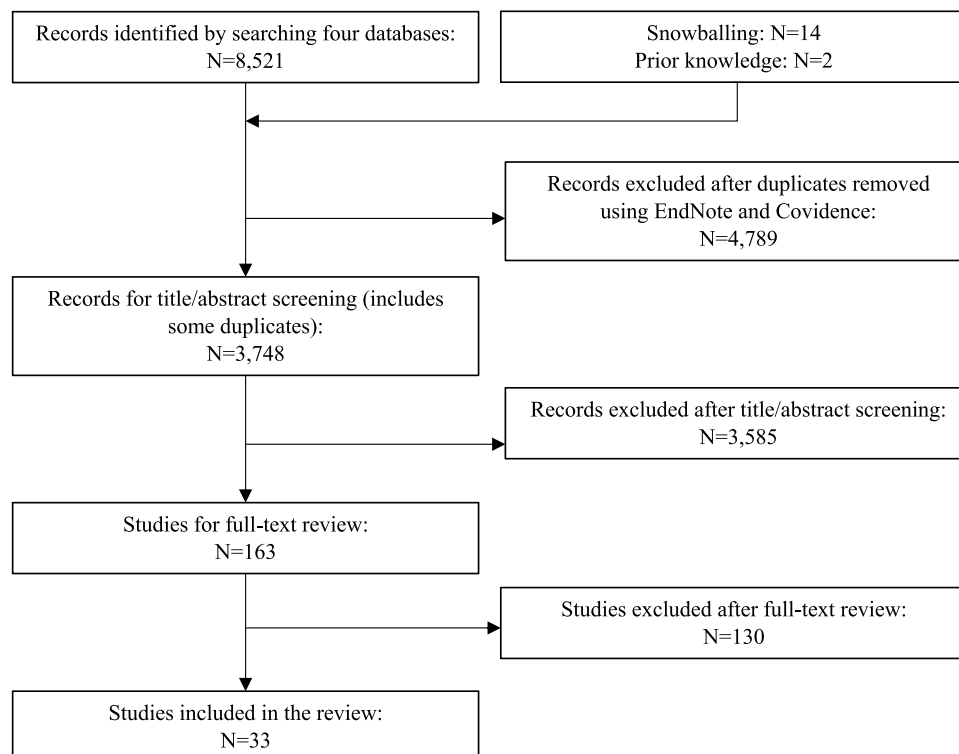 Records identified by searching four databases:
N=8,521
Snowballing: N=14
Prior knowledge: N=2
Records excluded after duplicates removed
using EndNote and Covidence:
N=4,789
Records for title/abstract screening (includes
some duplicates):
N=3,748
Records excluded after title/abstract screening:
N=3,585
Studies for full-text review:
N=163
Studies excluded after full-text review:
N=130
Studies included in the review:
N=33